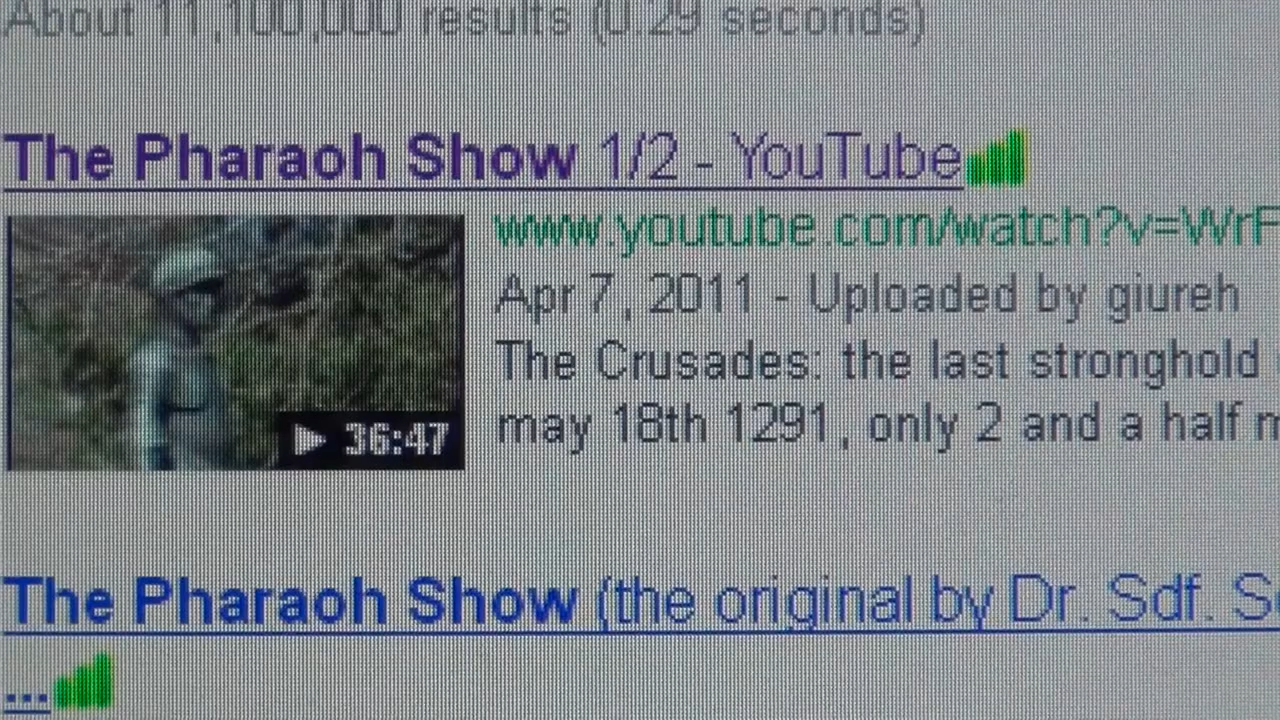 About 11,100,000 results (0.29 seconds)
The Pharaoh Show 1/2 - YouTube
www.youtube.com/watch?v=WrF
Apr 7, 2011 - Uploaded by giureh
The Crusades: the last stronghold
may 18th 1291, only 2 and a half
36:47
The Pharaoh Show (the original by Dr. Sdf. S
...